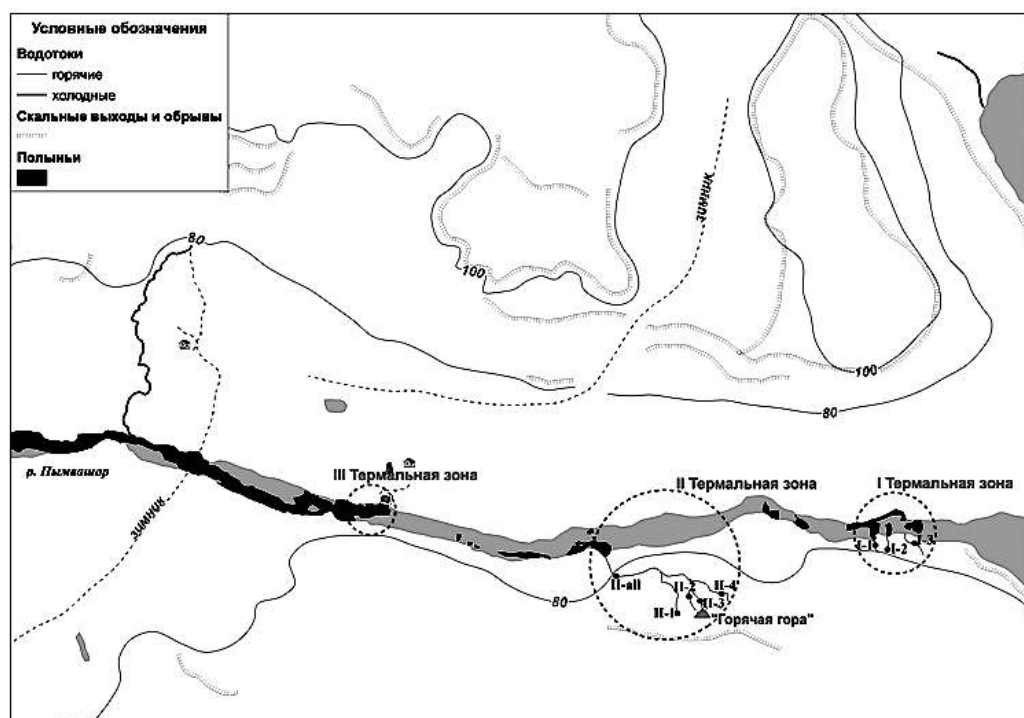 Условные обозначения
Водотоки
горячие
холодные
Скальные выходы и обрывы
Полыньи
80
100
ЗИМНИК
100
80
р. Пымвашор
ЗИМНИК
III Термальная зона
II Термальная зона
I Термальная зона
I-1
I-2
I-3
80
II-all
II-1
II-2
II-3
II-4
"Горячая гора"